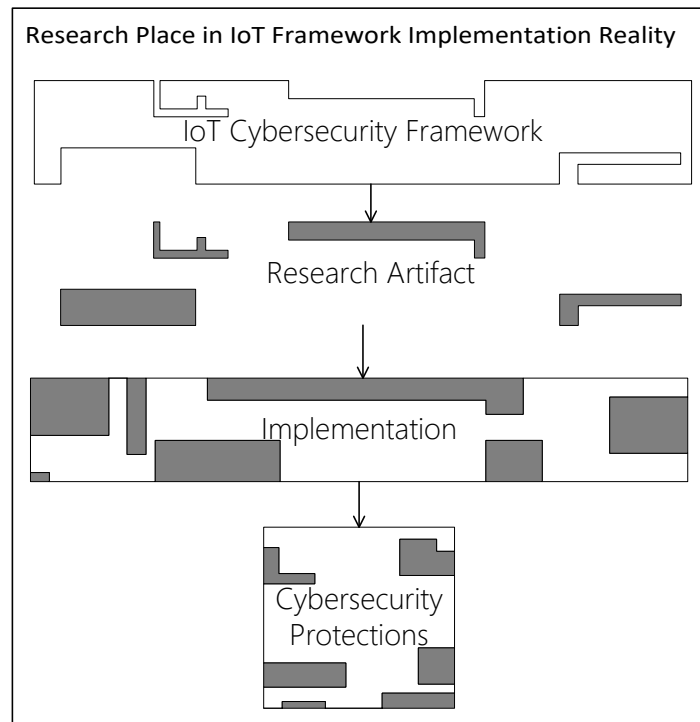 Research Place in IoT Framework Implementation Reality
IoT Cybersecurity Framework
Research Artifact
Implementation
Cybersecurity
Protections